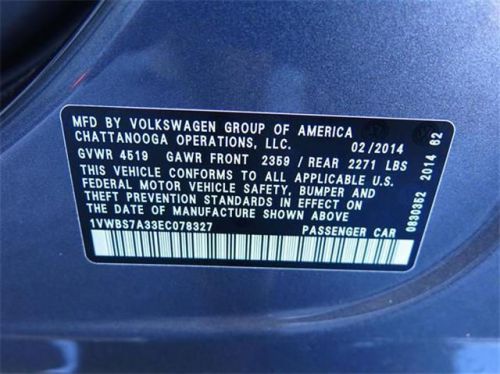 MFD BY VOLKSWAGEN GROUP OF AMERICA
CHATTANOOGA OPERATIONS, LLC. 02/2014
GVWR 4519 GAWR FRONT 2359 / REAR 2271 LBS
THIS VEHICLE CONFORMS TO ALL APPLICABLE U.S.
FEDERAL MOTOR VEHICLE SAFETY, BUMPER AND
THEFT PREVENTION STANDARDS IN EFFECT ON
THE DATE OF MANUFACTURE SHOWN ABOVE
1VWBS7A33EC078327 PASSENGER CAR
0830352 2014 62